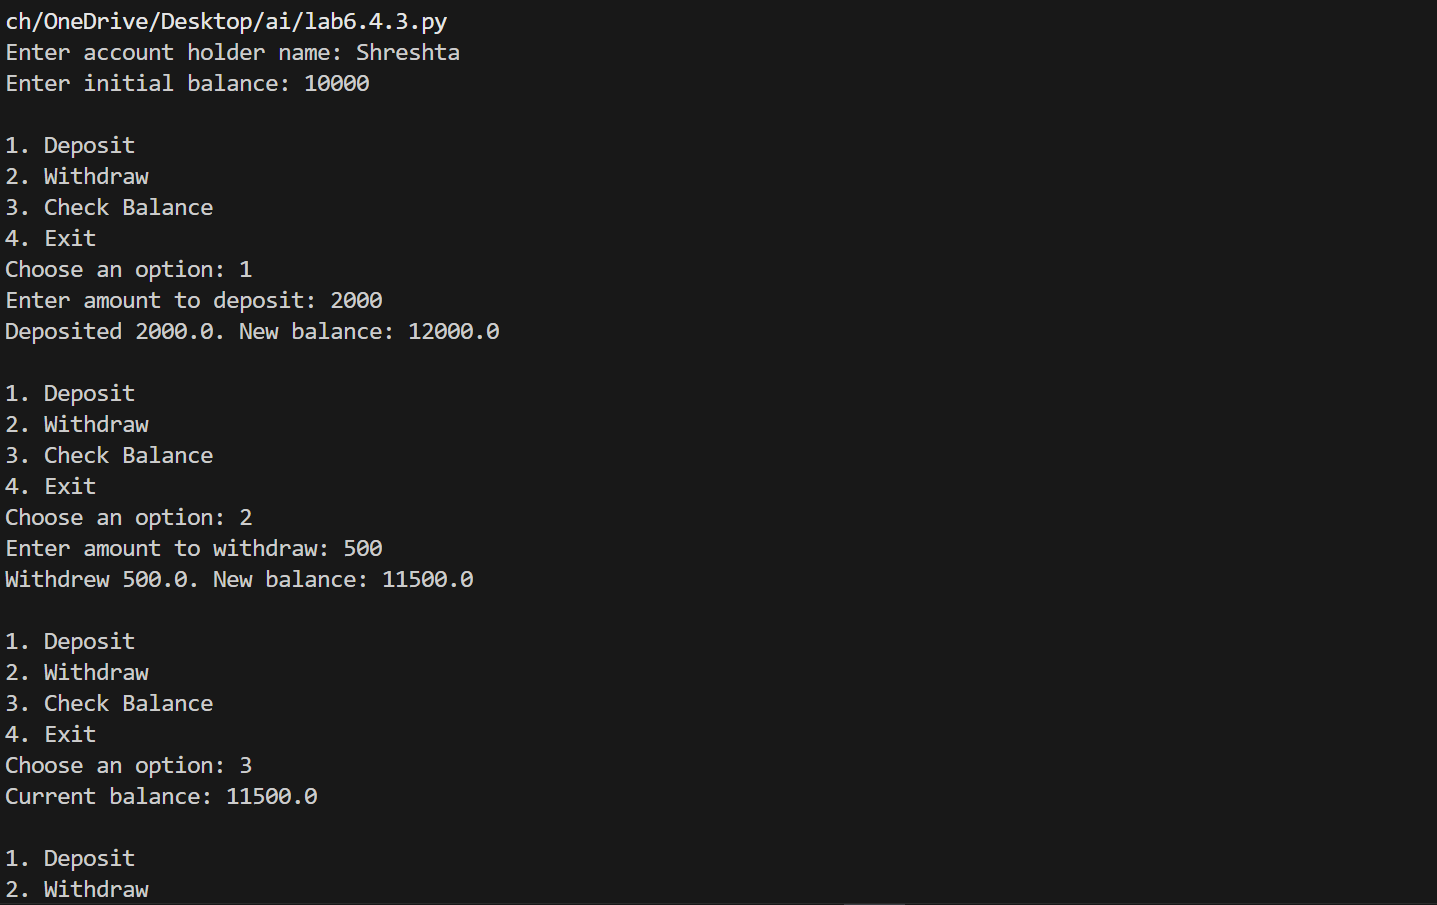 ch/OneDrive/Desktop/ai/lab6.4.3.py
Enter account holder name: Shreshta
Enter initial balance: 10000

1. Deposit
2. Withdraw
3. Check Balance
4. Exit
Choose an option: 1
Enter amount to deposit: 2000
Deposited 2000.0. New balance: 12000.0

1. Deposit
2. Withdraw
3. Check Balance
4. Exit
Choose an option: 2
Enter amount to withdraw: 500
Withdrew 500.0. New balance: 11500.0

1. Deposit
2. Withdraw
3. Check Balance
4. Exit
Choose an option: 3
Current balance: 11500.0

1. Deposit
2. Withdraw